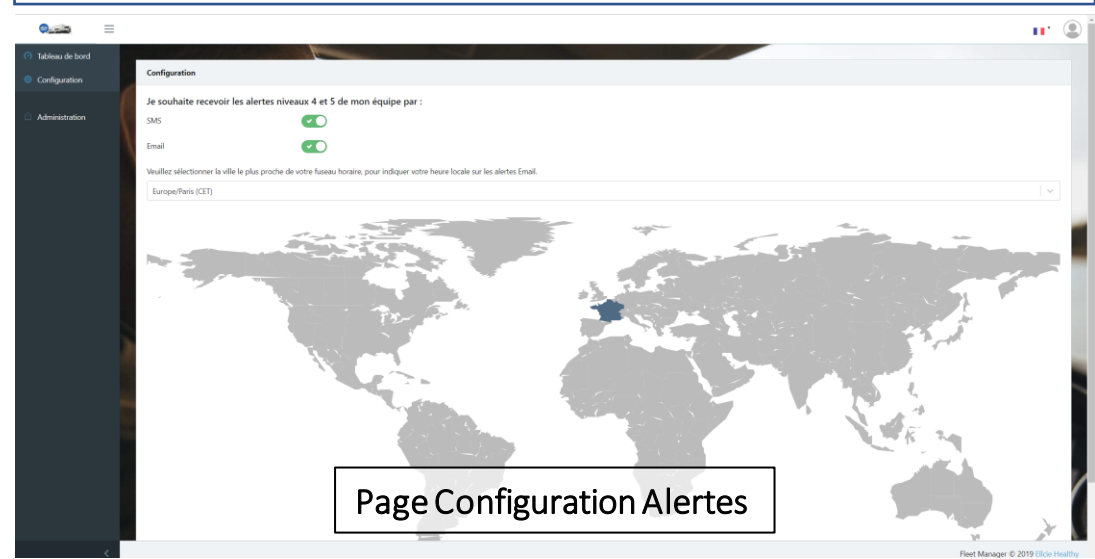 Tableau de bord
Configuration
Administration
Configuration
Je souhaite recevoir les alertes niveaux 4 et 5 de mon équipe par :
SMS
Email
Veuillez sélectionner la ville le plus proche de votre fuseau horaire, pour indiquer votre heure locale sur les alertes Email.
Europe/Paris (CET)
Page Configuration Alertes
Fleet Manager © 2019 Ellcie Healthy